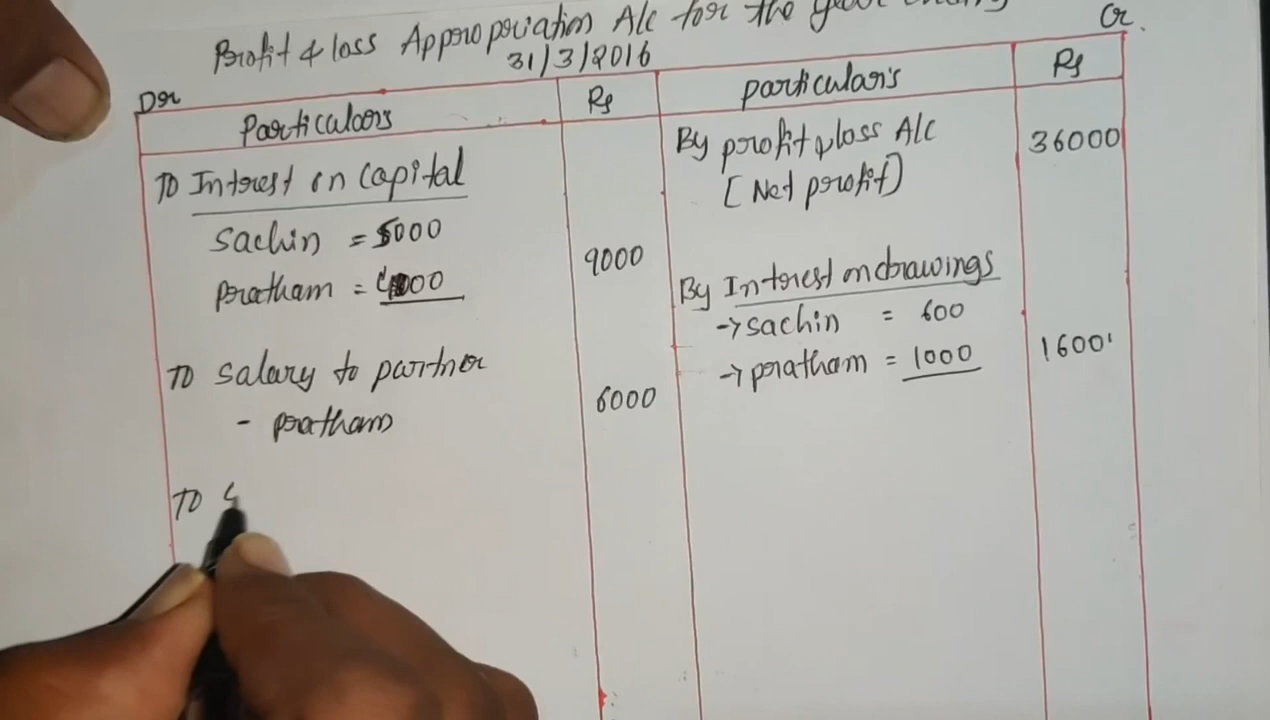 Profit & loss Appropriation A/c for the year ending
31/3/2016
Dr
Cr.
Particulars Rs particulars Rs
To Interest on capital
Sachin = 5000
pratham = 4000
9000
To salary to partner
- pratham
6000
To
By profit & loss A/c
[Net profit)
36000
By Interest on drawings
→ sachin = 600
→ pratham = 1000
1600